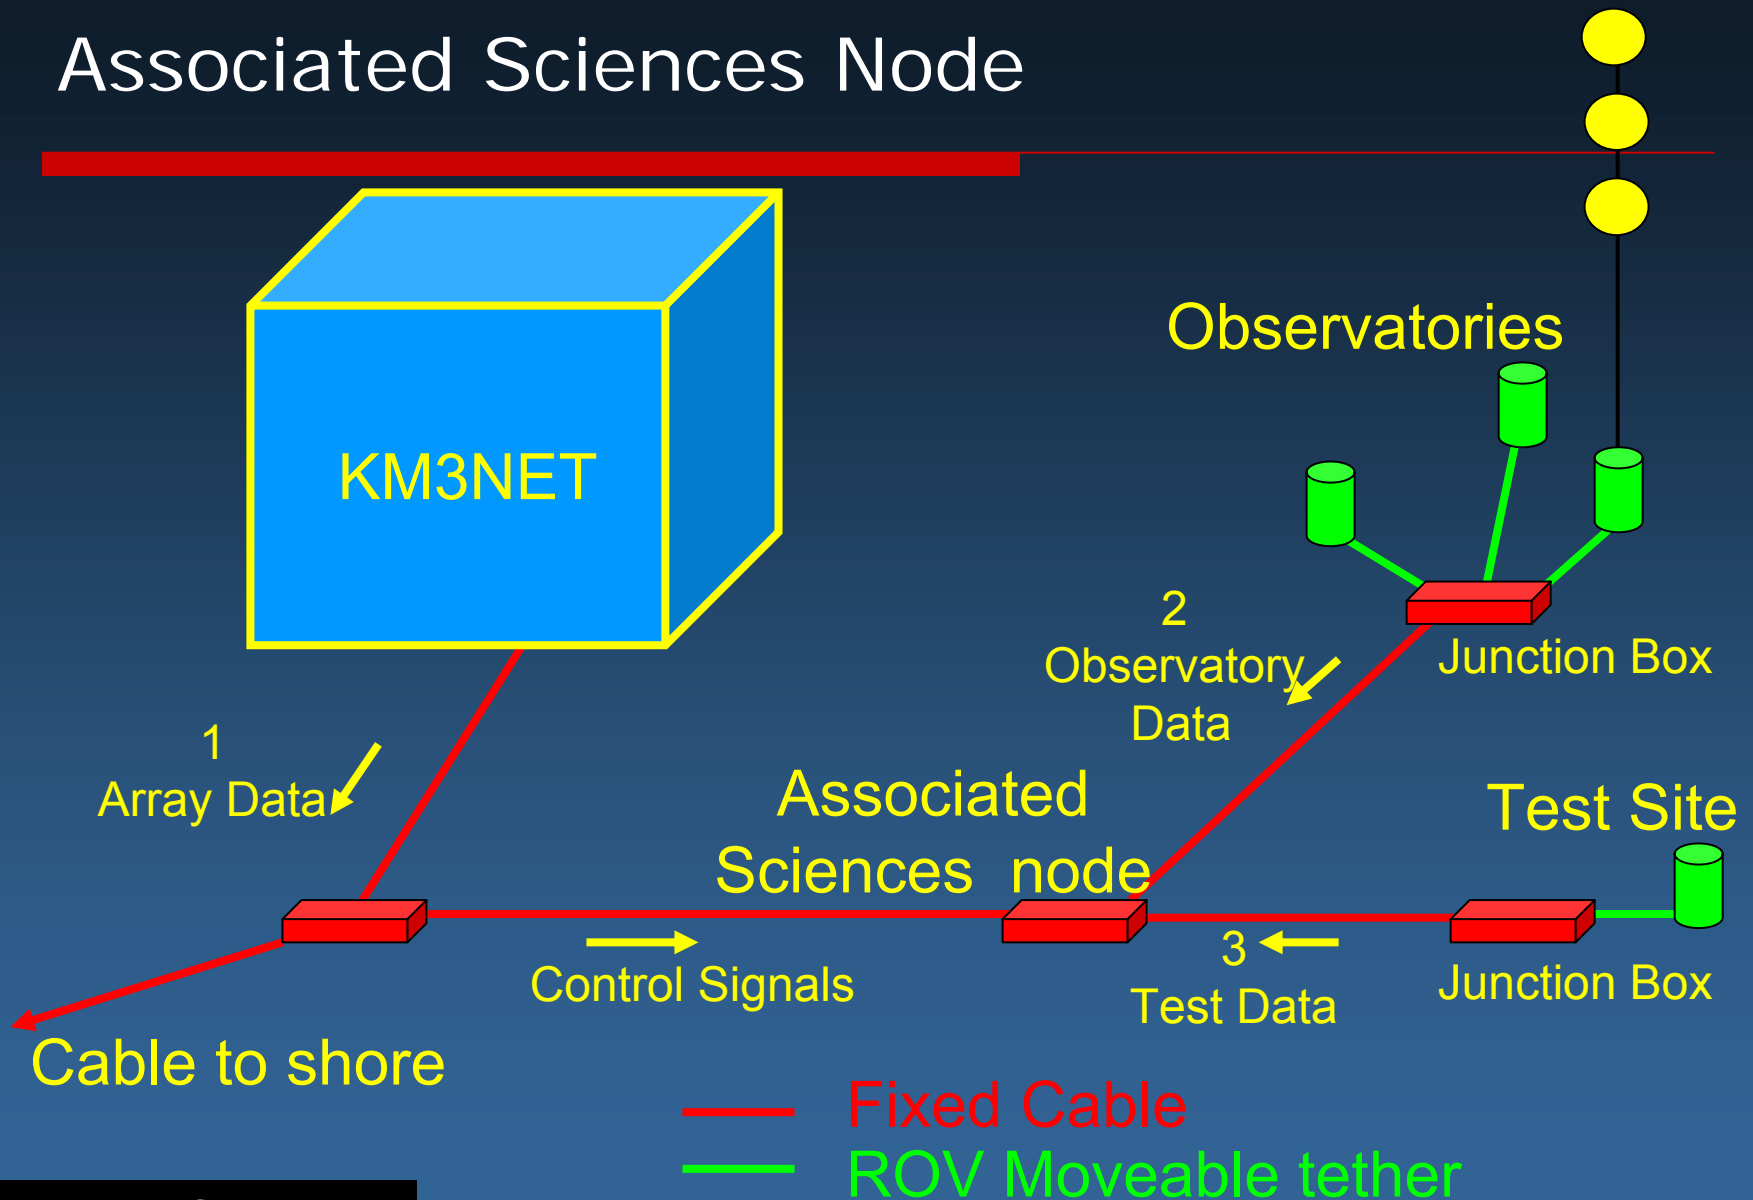 Associated Sciences Node
Observatories
KM3NET
2
Observatory
Data
Junction Box
1
Array Data
Associated
Sciences node
Test Site
Control Signals
3
Test Data
Junction Box
Cable to shore
Fixed Cable
ROV Moveable tether